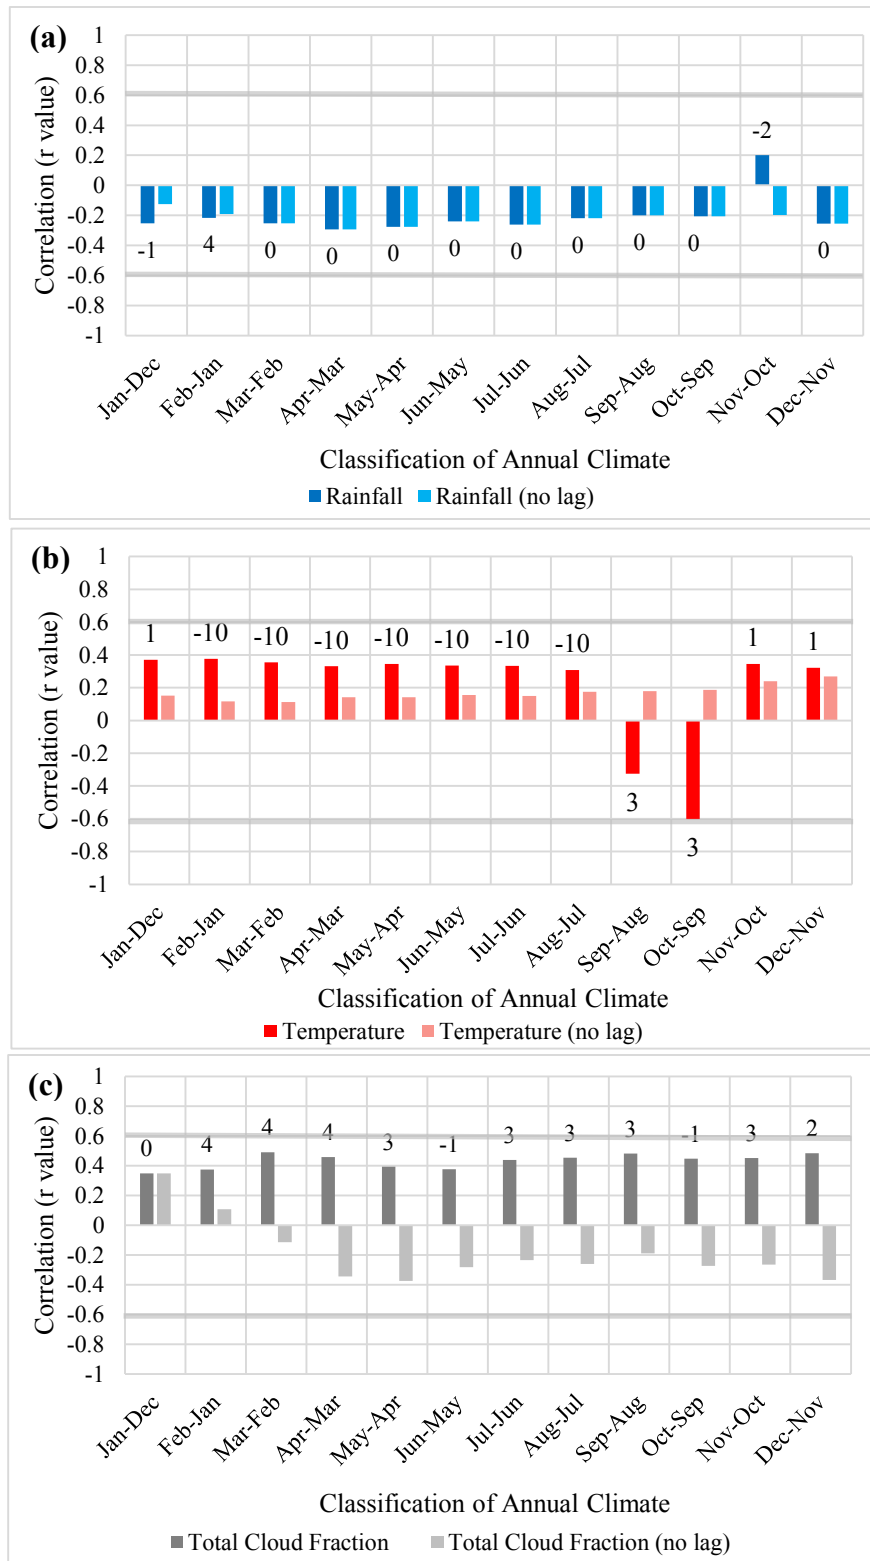 (a)
1
0.8
0.6
0.4
0.2
0
-0.2
-0.4
-0.6
-0.8
-1
Correlation (r value)
-1 4 0 0 0 0 0 0 0 0 -2 0
Jan-Dec Feb-Jan Mar-Feb Apr-Mar May-Apr Jun-May Jul-Jun Aug-Jul Sep-Aug Oct-Sep Nov-Oct Dec-Nov
Classification of Annual Climate
Rainfall Rainfall (no lag)
(b)
1
0.8
0.6
0.4
0.2
0
-0.2
-0.4
-0.6
-0.8
-1
Correlation (r value)
1 -10 -10 -10 -10 -10 -10 -10 3 3 1 1
Jan-Dec Feb-Jan Mar-Feb Apr-Mar May-Apr Jun-May Jul-Jun Aug-Jul Sep-Aug Oct-Sep Nov-Oct Dec-Nov
Classification of Annual Climate
Temperature Temperature (no lag)
(c)
1
0.8
0.6
0.4
0.2
0
-0.2
-0.4
-0.6
-0.8
-1
Correlation (r value)
0 4 4 4 3 -1 3 3 3 -1 3 2
Jan-Dec Feb-Jan Mar-Feb Apr-Mar May-Apr Jun-May Jul-Jun Aug-Jul Sep-Aug Oct-Sep Nov-Oct Dec-Nov
Classification of Annual Climate
Total Cloud Fraction Total Cloud Fraction (no lag)